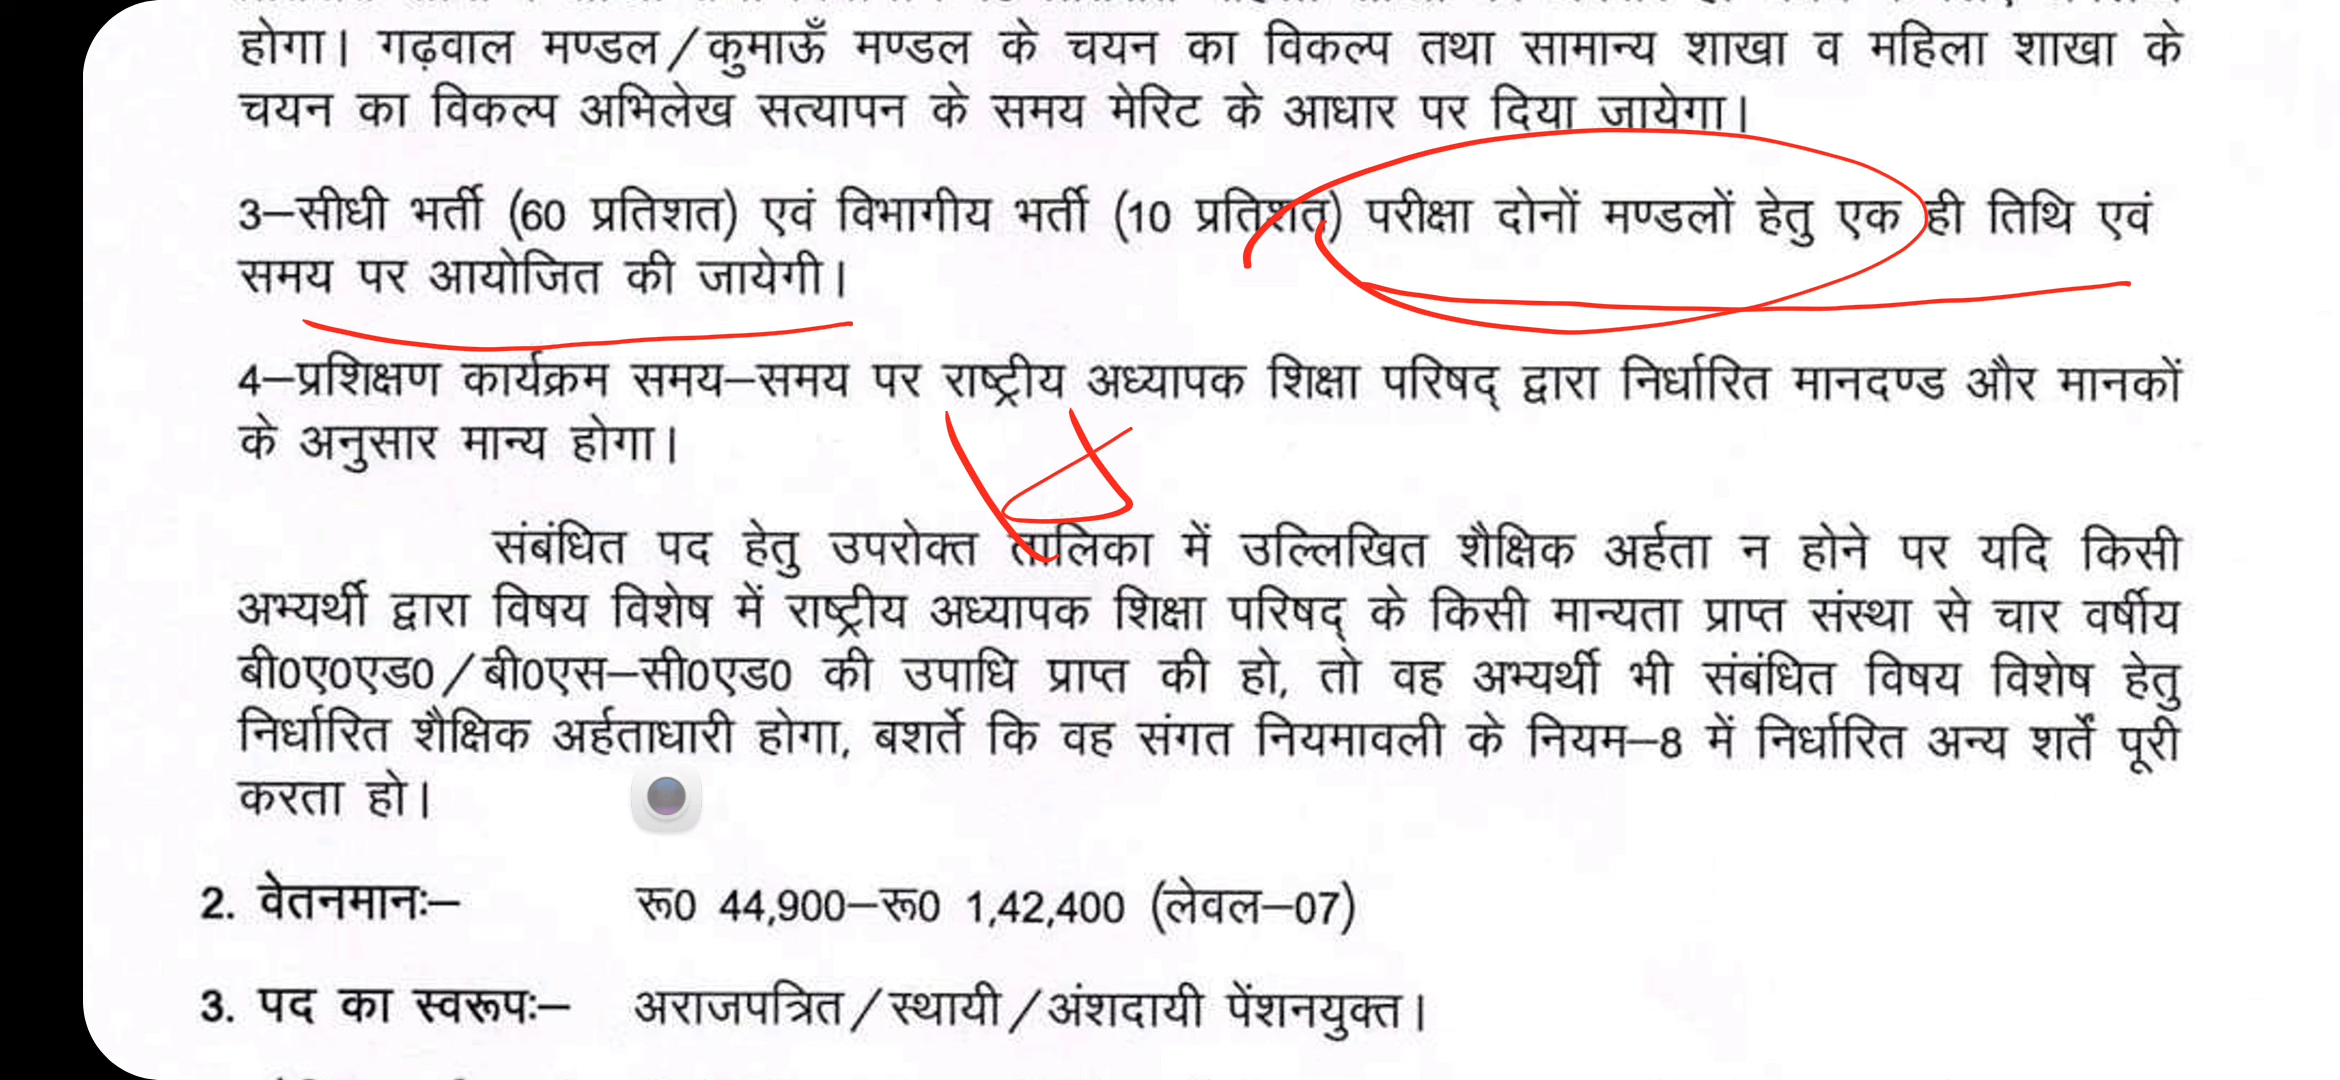 होगा। गढ़वाल मण्डल/कुमाऊँ मण्डल के चयन का विकल्प तथा सामान्य शाखा व महिला शाखा के
चयन का विकल्प अभिलेख सत्यापन के समय मेरिट के आधार पर दिया जायेगा।
3–सीधी भर्ती (60 प्रतिशत) एवं विभागीय भर्ती (10 प्रतिशत) परीक्षा दोनों मण्डलों हेतु एक ही तिथि एवं
समय पर आयोजित की जायेगी।
4–प्रशिक्षण कार्यक्रम समय–समय पर राष्ट्रीय अध्यापक शिक्षा परिषद् द्वारा निर्धारित मानदण्ड और मानकों
के अनुसार मान्य होगा।
संबंधित पद हेतु उपरोक्त तालिका में उल्लिखित शैक्षिक अर्हता न होने पर यदि किसी
अभ्यर्थी द्वारा विषय विशेष में राष्ट्रीय अध्यापक शिक्षा परिषद् के किसी मान्यता प्राप्त संस्था से चार वर्षीय
बी0ए0एड0/बी0एस–सी0एड0 की उपाधि प्राप्त की हो, तो वह अभ्यर्थी भी संबंधित विषय विशेष हेतु
निर्धारित शैक्षिक अर्हताधारी होगा, बशर्ते कि वह संगत नियमावली के नियम–8 में निर्धारित अन्य शर्तें पूरी
करता हो।
2. वेतनमानः– रू0 44,900–रू0 1,42,400 (लेवल–07)
3. पद का स्वरूपः– अराजपत्रित/स्थायी/अंशदायी पेंशनयुक्त।